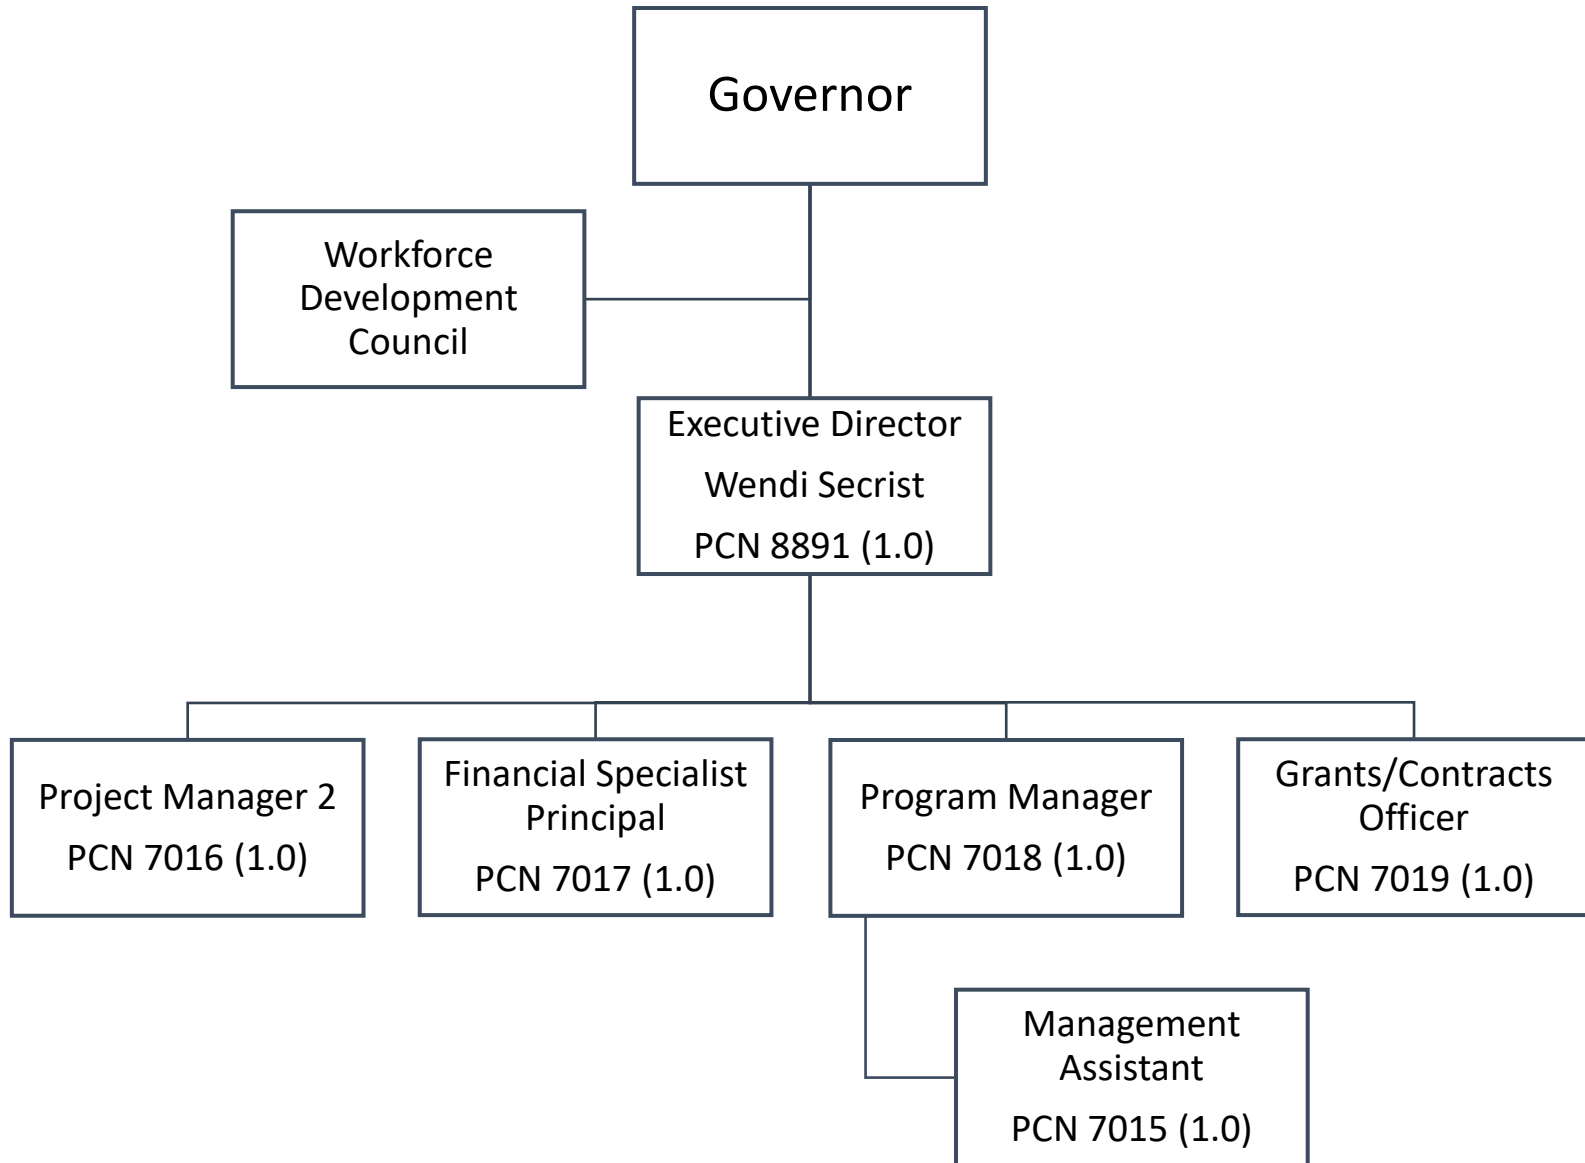 Governor
Workforce
Development
Council
Executive Director
Wendi Secrist
PCN 8891 (1.0)
Project Manager 2
PCN 7016 (1.0)
Financial Specialist
Principal
PCN 7017 (1.0)
Program Manager
PCN 7018 (1.0)
Grants/Contracts
Officer
PCN 7019 (1.0)
Management
Assistant
PCN 7015 (1.0)